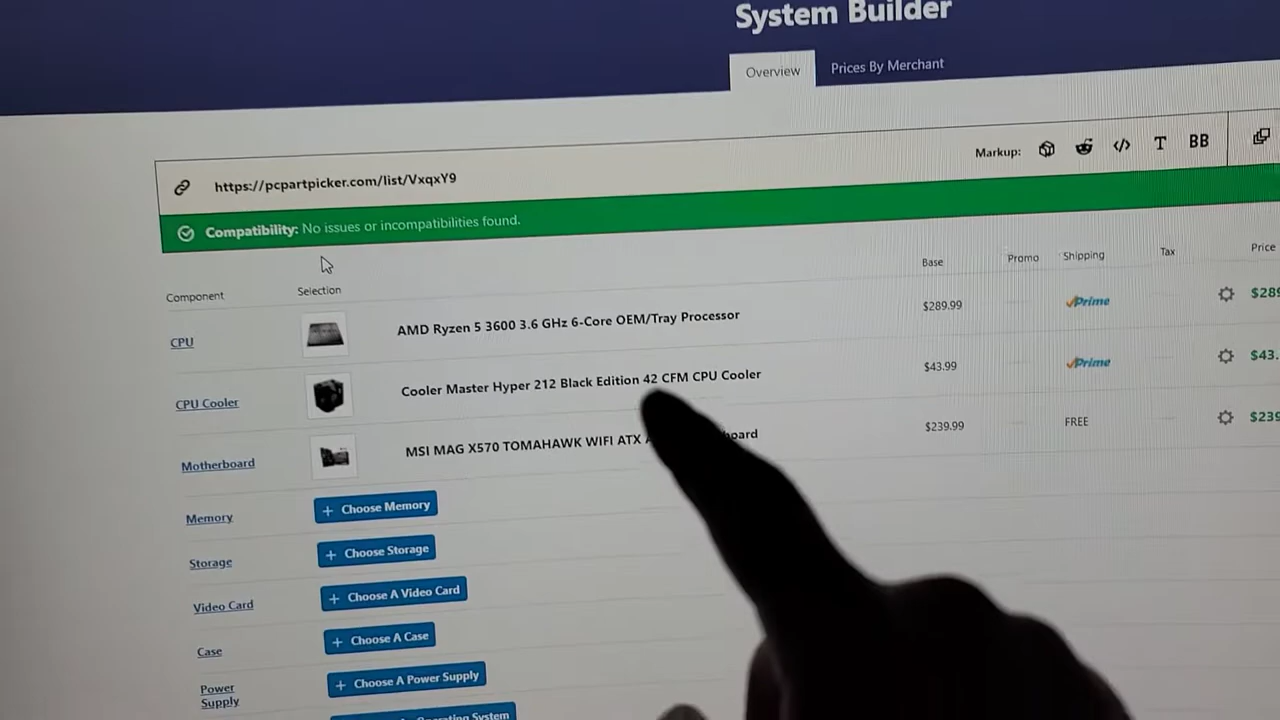 System Builder
Overview
Prices By Merchant
Markup:
BB
https://pcpartpicker.com/list/VxqxY9
Compatibility: No issues or incompatibilities found.
Component Selection Base Promo Shipping Tax Price
CPU AMD Ryzen 5 3600 3.6 GHz 6-Core OEM/Tray Processor $289.99 Prime
CPU Cooler Cooler Master Hyper 212 Black Edition 42 CFM CPU Cooler $43.99 Prime $43.
Motherboard MSI MAG X570 TOMAHAWK WIFI ATX $239.99 FREE
Memory + Choose Memory
Storage + Choose Storage
Video Card + Choose A Video Card
Case + Choose A Case
Power Supply + Choose A Power Supply
Operating System